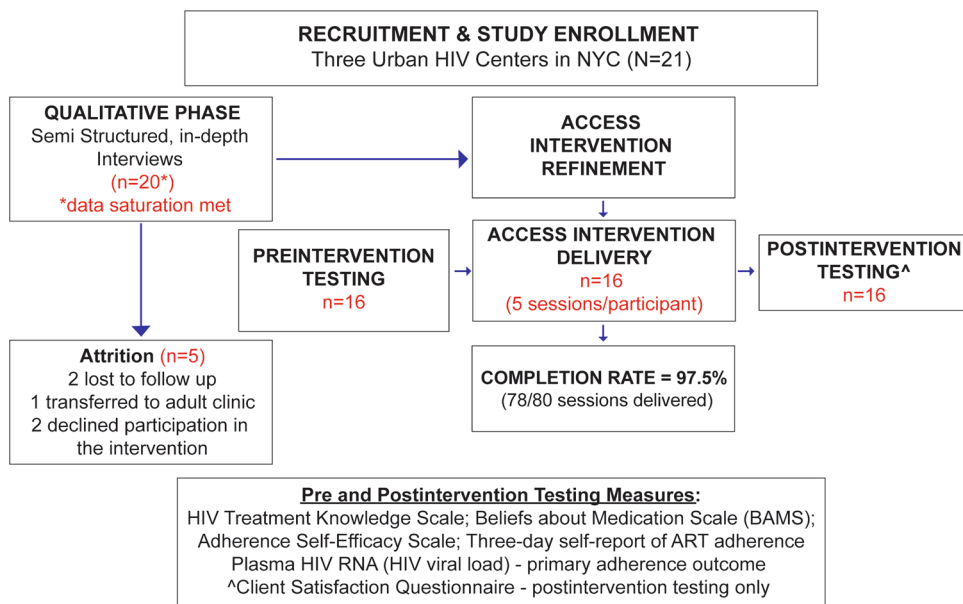 RECRUITMENT & STUDY ENROLLMENT
Three Urban HIV Centers in NYC (N=21)
QUALITATIVE PHASE
Semi Structured, in-depth
Interviews
(n=20*)
*data saturation met
ACCESS
INTERVENTION
REFINEMENT
PREINTERVENTION
TESTING
n=16
ACCESS INTERVENTION
DELIVERY
n=16
(5 sessions/participant)
POSTINTERVENTION
TESTING^
n=16
Attrition (n=5)
2 lost to follow up
1 transferred to adult clinic
2 declined participation in
the intervention
COMPLETION RATE = 97.5%
(78/80 sessions delivered)
Pre and Postintervention Testing Measures:
HIV Treatment Knowledge Scale; Beliefs about Medication Scale (BAMS);
Adherence Self-Efficacy Scale; Three-day self-report of ART adherence
Plasma HIV RNA (HIV viral load) - primary adherence outcome
^Client Satisfaction Questionnaire - postintervention testing only